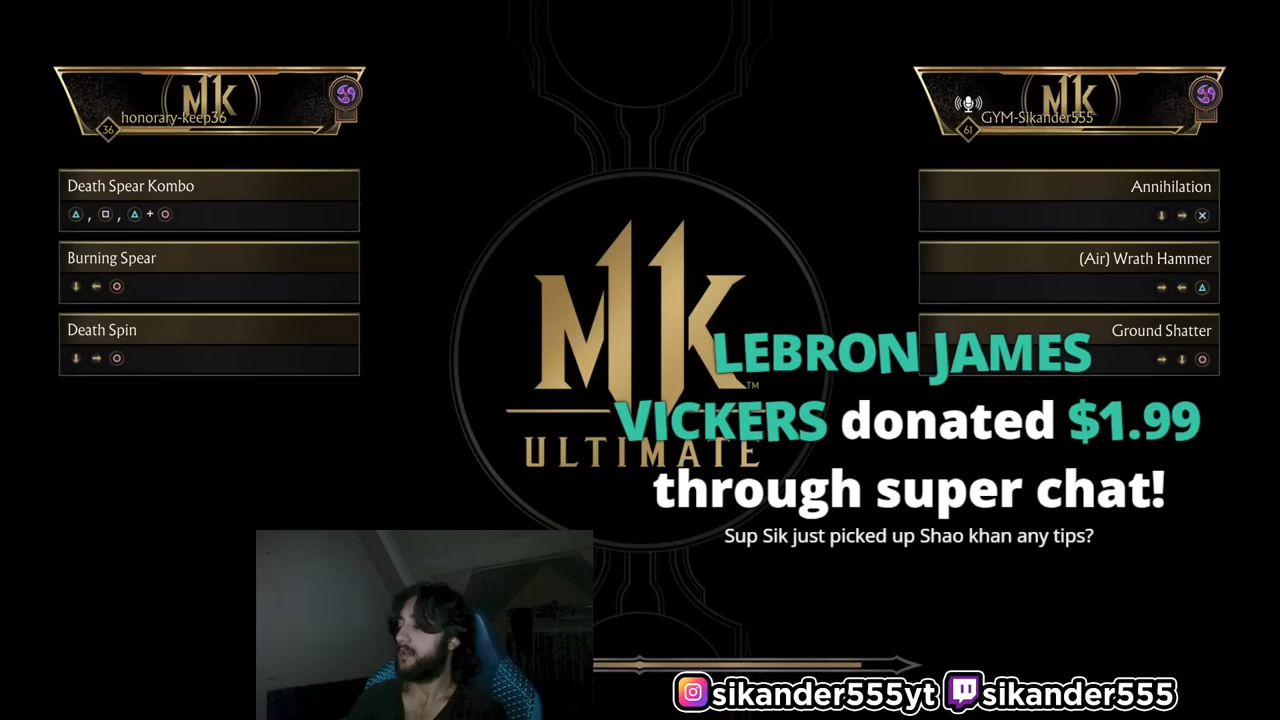 honorary-keep36
36
Death Spear Kombo
, , +
Burning Spear
Death Spin
GYM-Sikander555
61
Annihilation
(Air) Wrath Hammer
Ground Shatter
MK
TM
ULTIMATE
LEBRON JAMES
VICKERS donated $1.99
through super chat!
Sup Sik just picked up Shao khan any tips?
sikander555yt sikander555